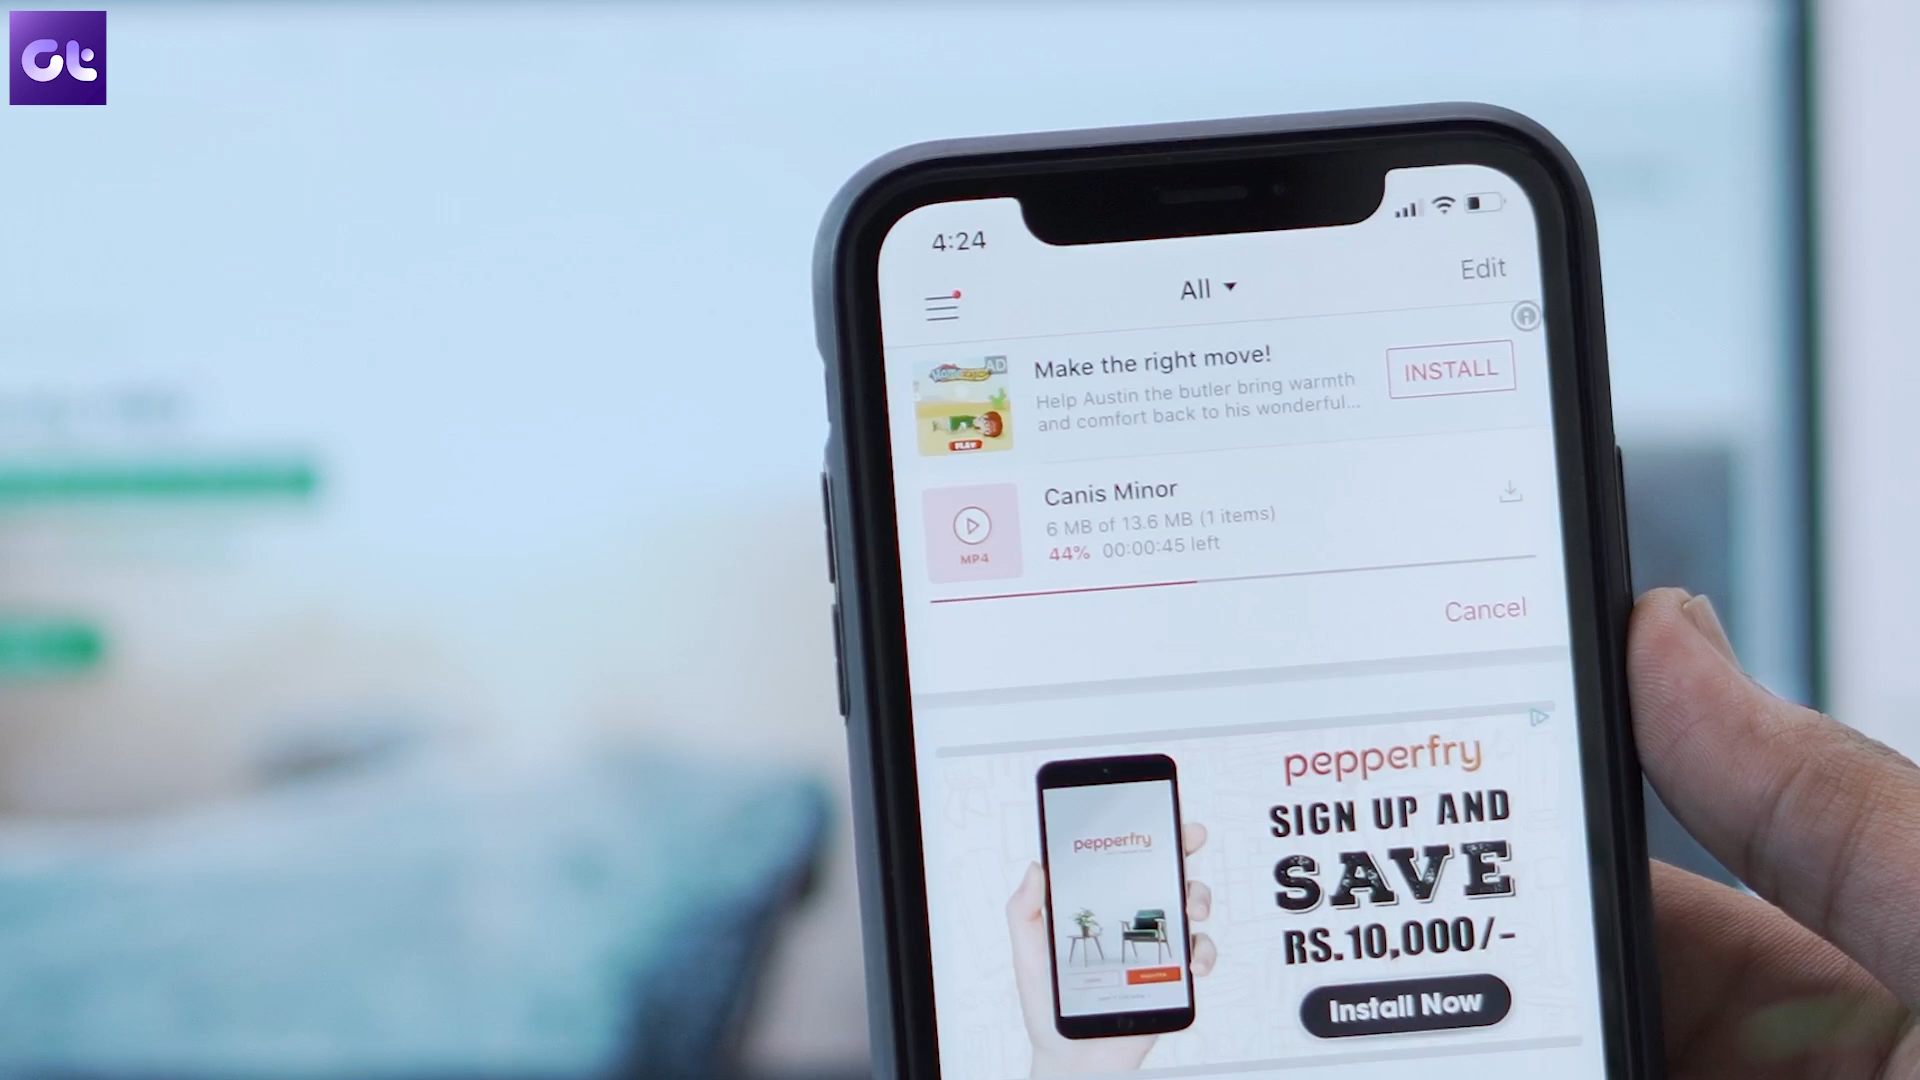 Gt
4:24
All
Edit
AD
Make the right move!
Help Austin the butler bring warmth
and comfort back to his wonderful...
INSTALL
PLAY
Canis Minor
6 MB of 13.6 MB (1 items)
44% 00:00:45 left
MP4
Cancel
pepperfry
SIGN UP AND
SAVE
RS.10,000/-
Install Now
pepperfry